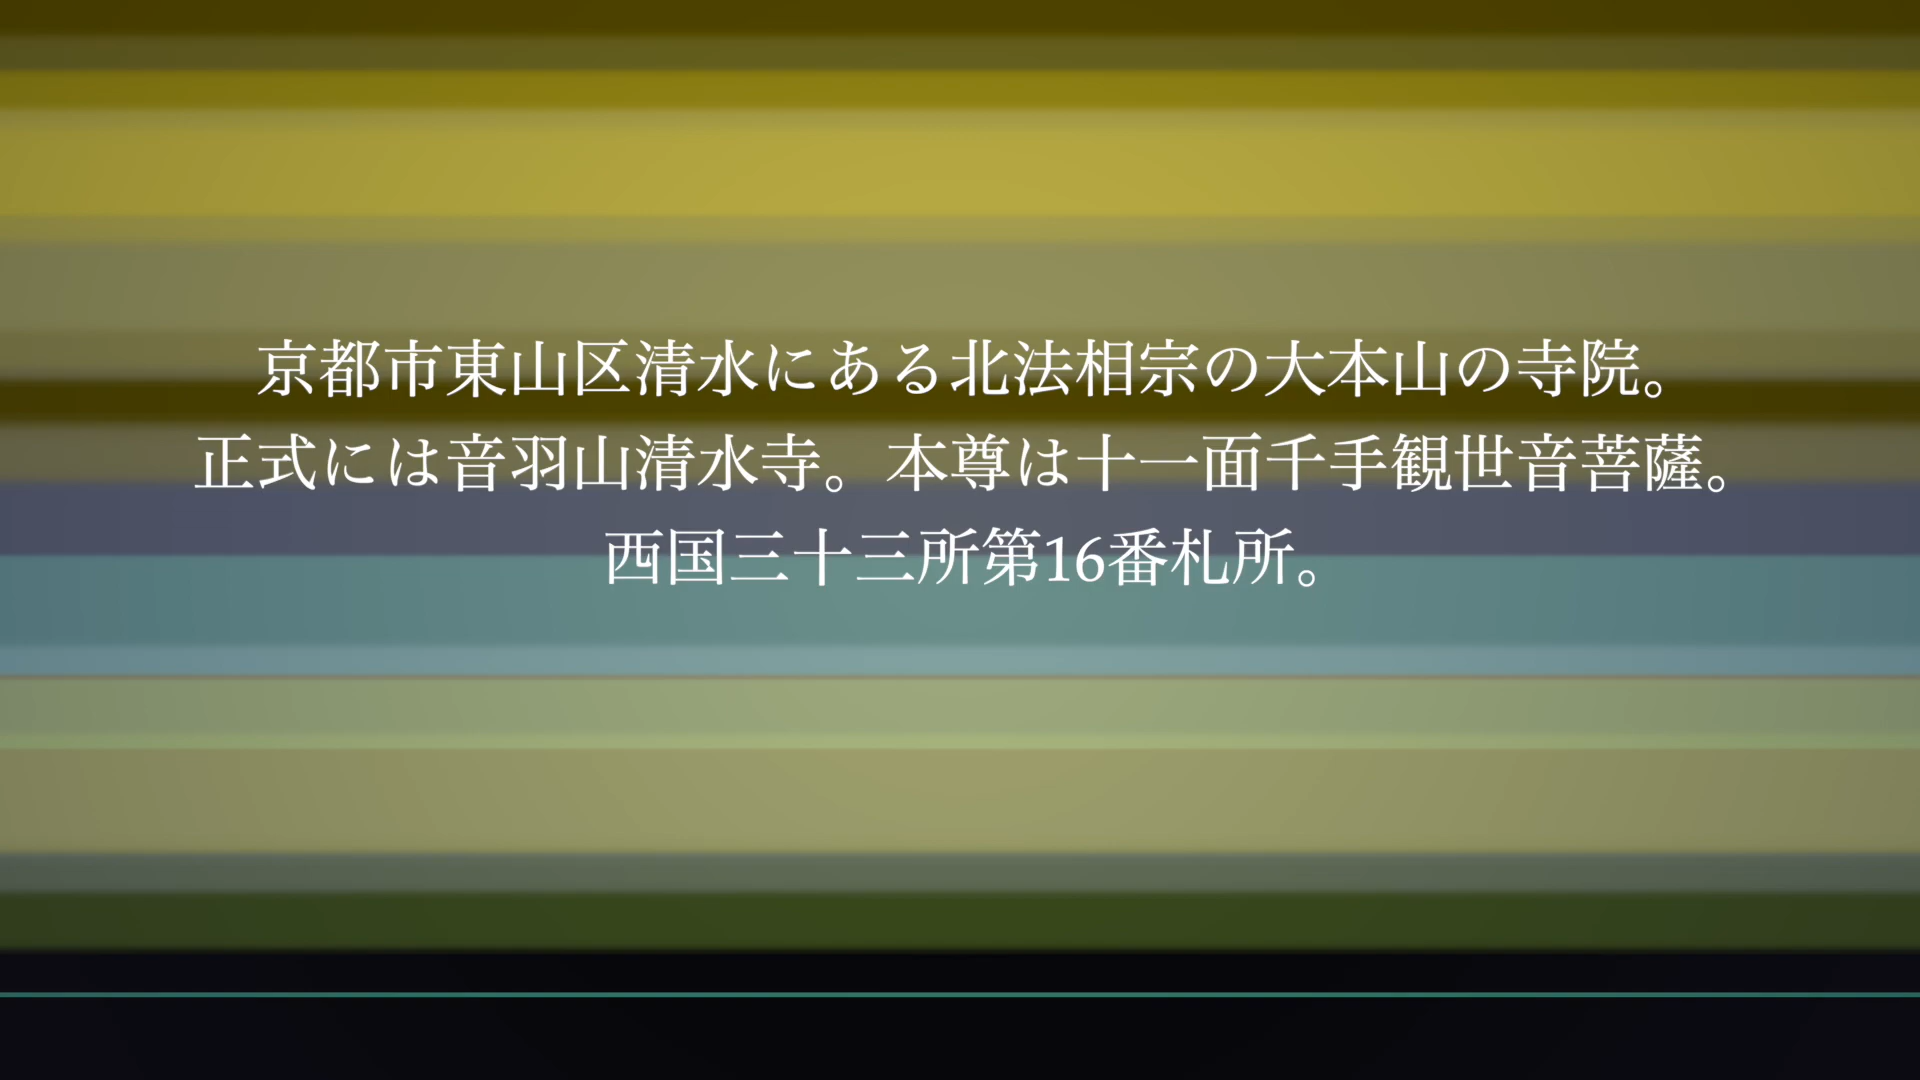 京都市東山区清水にある北法相宗の大本山の寺院。
正式には音羽山清水寺。本尊は十一面千手観世音菩薩。
西国三十三所第16番札所。